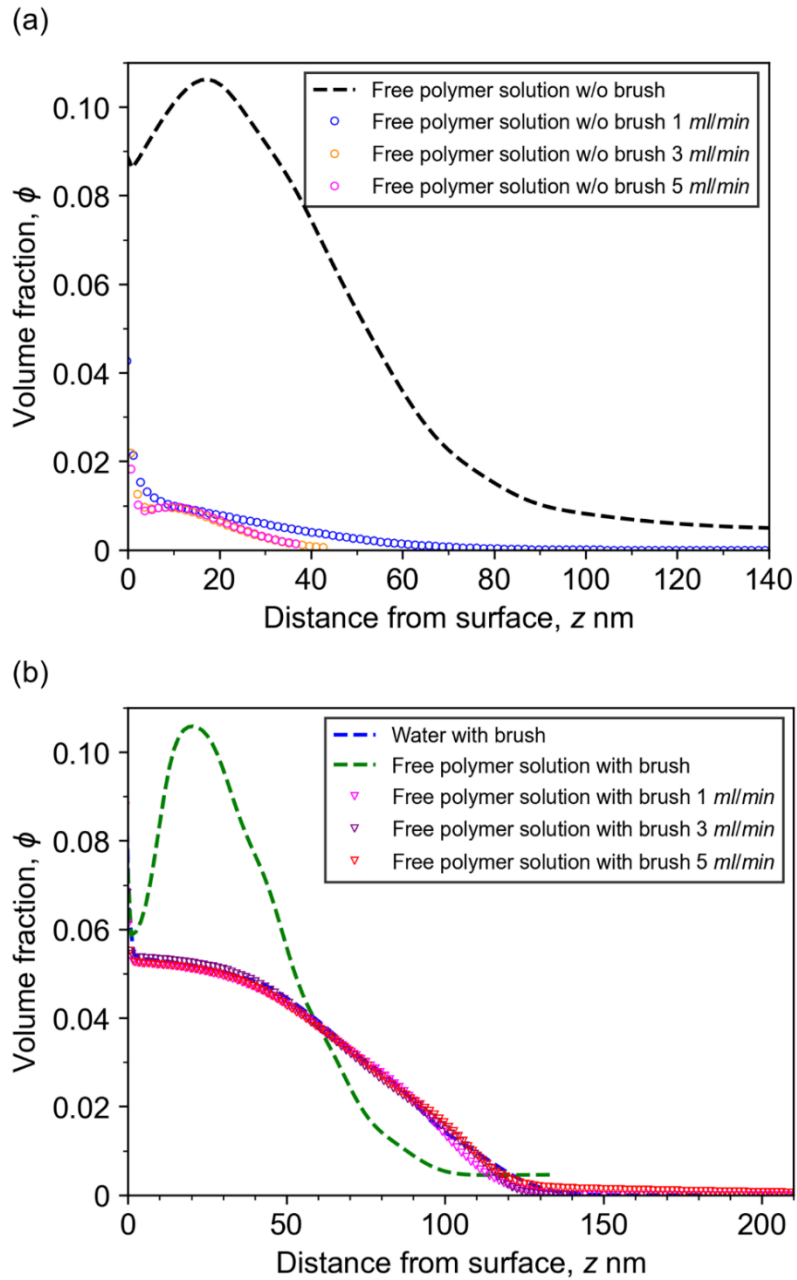 (a)
Free polymer solution w/o brush
Free polymer solution w/o brush 1 ml/min
Free polymer solution w/o brush 3 ml/min
Free polymer solution w/o brush 5 ml/min
0.10
0.08
0.06
0.04
0.02
0
Volume fraction, ϕ
0 20 40 60 80 100 120 140
Distance from surface, z nm
(b)
Water with brush
Free polymer solution with brush
Free polymer solution with brush 1 ml/min
Free polymer solution with brush 3 ml/min
Free polymer solution with brush 5 ml/min
0.10
0.08
0.06
0.04
0.02
0
Volume fraction, ϕ
0 50 100 150 200
Distance from surface, z nm